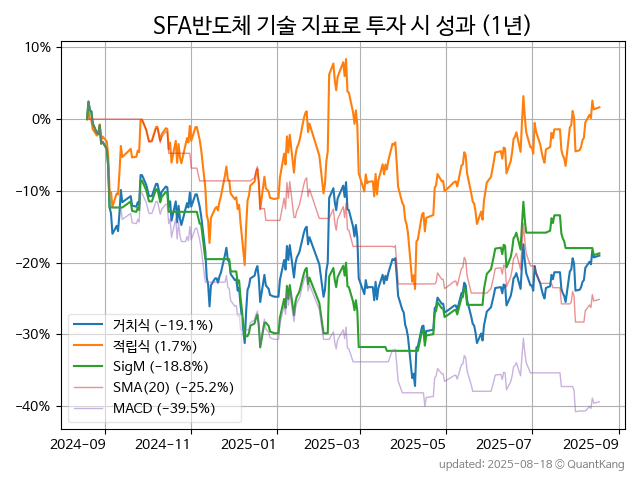 SFA반도체 기술 지표로 투자 시 성과 (1년)
10%
0%
−10%
−20%
−30%
−40%
거치식 (−19.1%)
적립식 (1.7%)
SigM (−18.8%)
SMA(20) (−25.2%)
MACD (−39.5%)
2024-09 2024-11 2025-01 2025-03 2025-05 2025-07 2025-09
updated: 2025-08-18 © QuantKang